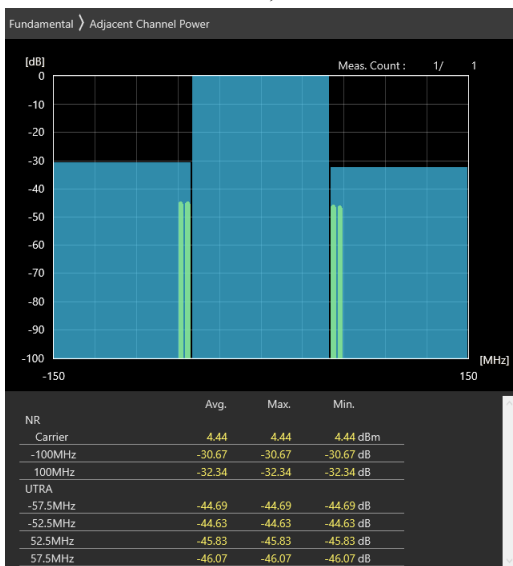 Fundamental 〉 Adjacent Channel Power
[dB] Meas. Count : 1/ 1
0
-10
-20
-30
-40
-50
-60
-70
-80
-90
-100 [MHz]
-150 150
Avg. Max. Min.
NR
Carrier 4.44 4.44 4.44 dBm
-100MHz -30.67 -30.67 -30.67 dB
100MHz -32.34 -32.34 -32.34 dB
UTRA
-57.5MHz -44.69 -44.69 -44.69 dB
-52.5MHz -44.63 -44.63 -44.63 dB
52.5MHz -45.83 -45.83 -45.83 dB
57.5MHz -46.07 -46.07 -46.07 dB